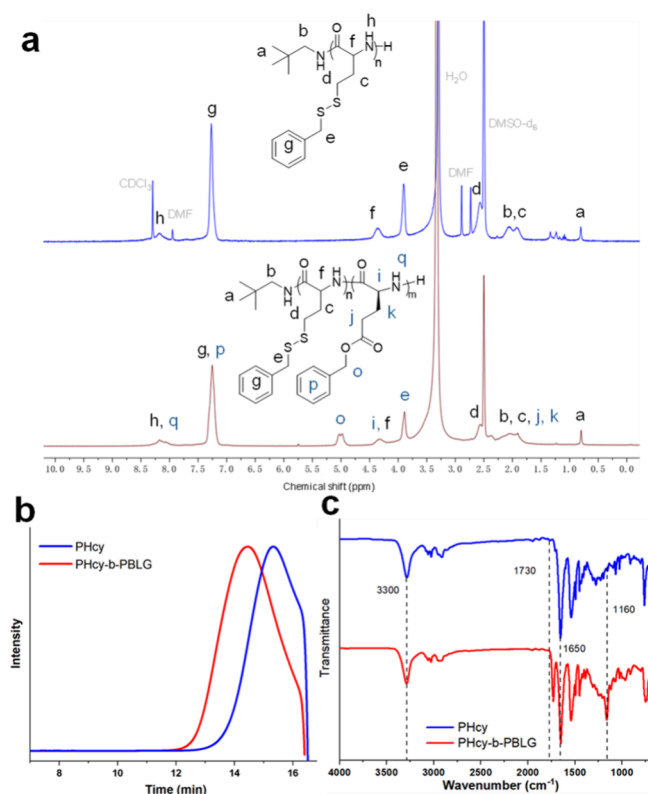 a
O
h
H
b
f
N
H
a
N
H
n
d
c
S
S
e
g
H₂O
g
DMSO-d₆
CDCl₃
h
DMF
f
e
DMF
d
b, c
a
O
f
H
N
O
i
q
H
N
H
b
a
N
H
n
m
c
j
k
d
S
e
S
O
O
g
o
p
g, p
h, q
o
i, f
e
d
b, c, j, k
a
10.0 9.5 9.0 8.5 8.0 7.5 7.0 6.5 6.0 5.5 5.0 4.5 4.0 3.5 3.0 2.5 2.0 1.5 1.0 0.5 0.0
Chemical shift (ppm)
b
PHcy
PHcy-b-PBLG
Intensity
8 10 12 14 16
Time (min)
c
1730
3300
1160
1650
Transmittance
PHcy
PHcy-b-PBLG
4000 3500 3000 2500 2000 1500 1000
Wavenumber (cm⁻¹)